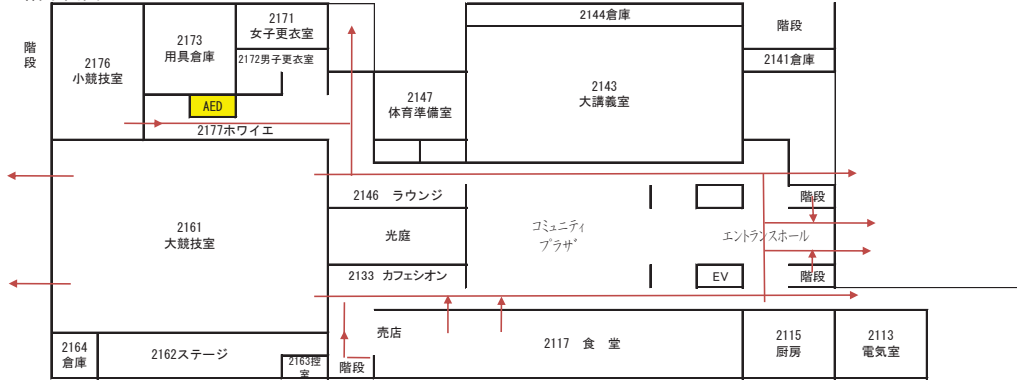 2144倉庫
2171
女子更衣室
階段
階
段
2173
用具倉庫
2176
小競技室
2172男子更衣室
2141倉庫
2143
大講義室
2147
体育準備室
AED
2177ホワイエ
2146 ラウンジ
階段
2161
大競技室
コミュニティ
プラザ
光庭
エントランスホール
2133 カフェシオン
EV
階段
売店
2164
倉庫
2162ステージ
2163控
室
階段
2117 食 堂
2115
厨房
2113
電気室